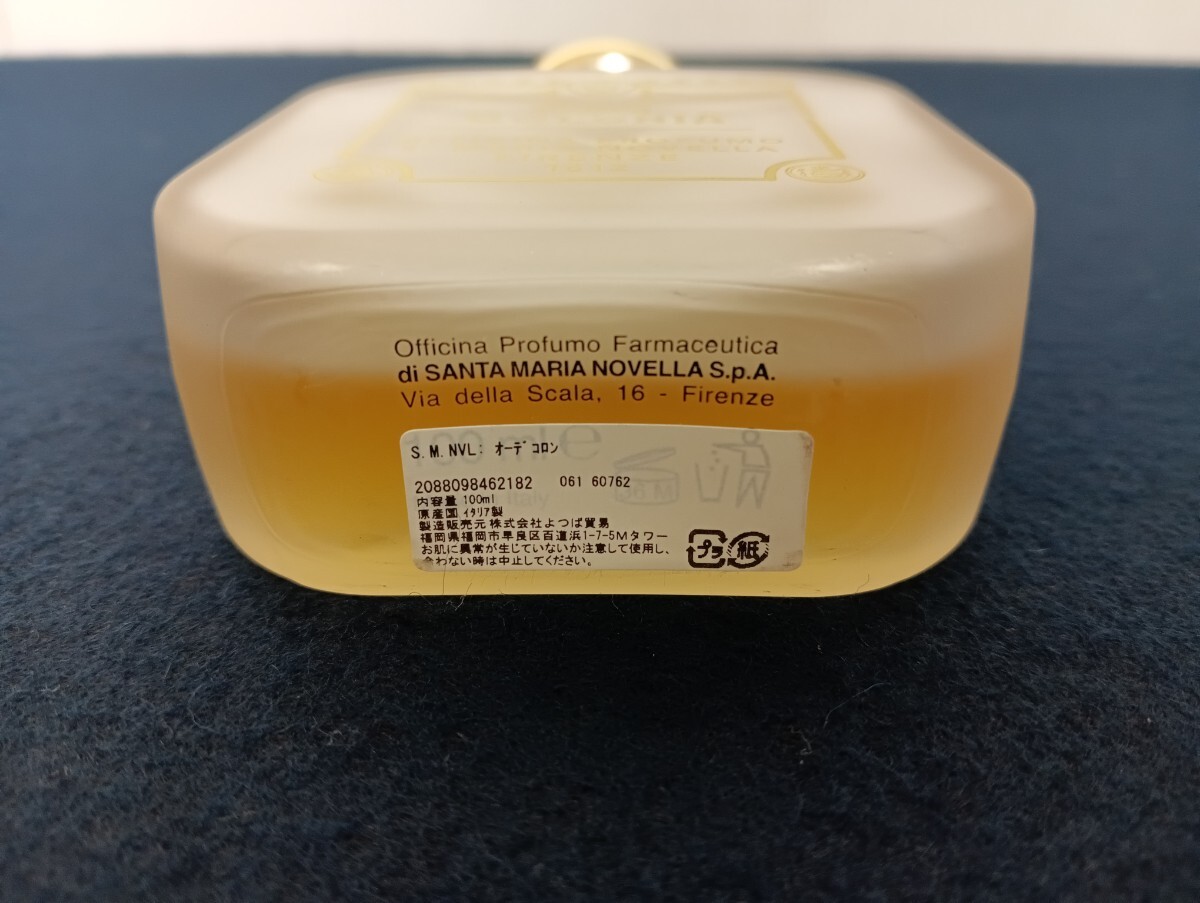 SANTA MARIA NOVELLA
Officina Profumo Farmaceutica
di SANTA MARIA NOVELLA S.p.A.
Via della Scala, 16 - Firenze
100 ml e
S.M.NVL: オーデコロン
2088098462182 061 60762
内容量 100ml
原産国 イタリア製
製造販売元 株式会社よつば貿易
福岡県福岡市早良区百道浜1-7-5Mタワー
お肌に異常が生じていないか注意して使用し、
合わない時は中止してください。
プラ 紙